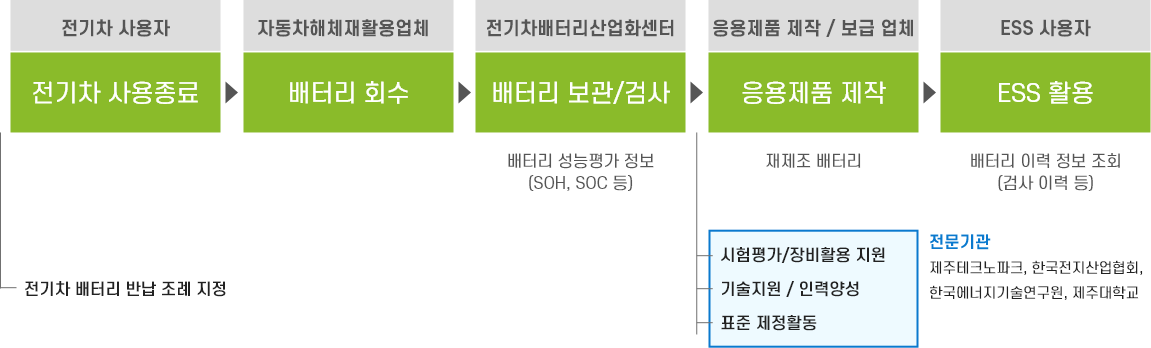 전기차 사용자
자동차해체재활용업체
전기차배터리산업화센터
응용제품 제작 / 보급 업체
ESS 사용자
전기차 사용종료
배터리 회수
배터리 보관/검사
응용제품 제작
ESS 활용
배터리 성능평가 정보
(SOH, SOC 등)
재제조 배터리
배터리 이력 정보 조회
(검사 이력 등)
전기차 배터리 반납 조례 지정
시험평가/장비활용 지원
기술지원 / 인력양성
표준 제정활동
전문기관
제주테크노파크, 한국전지산업협회,
한국에너지기술연구원, 제주대학교